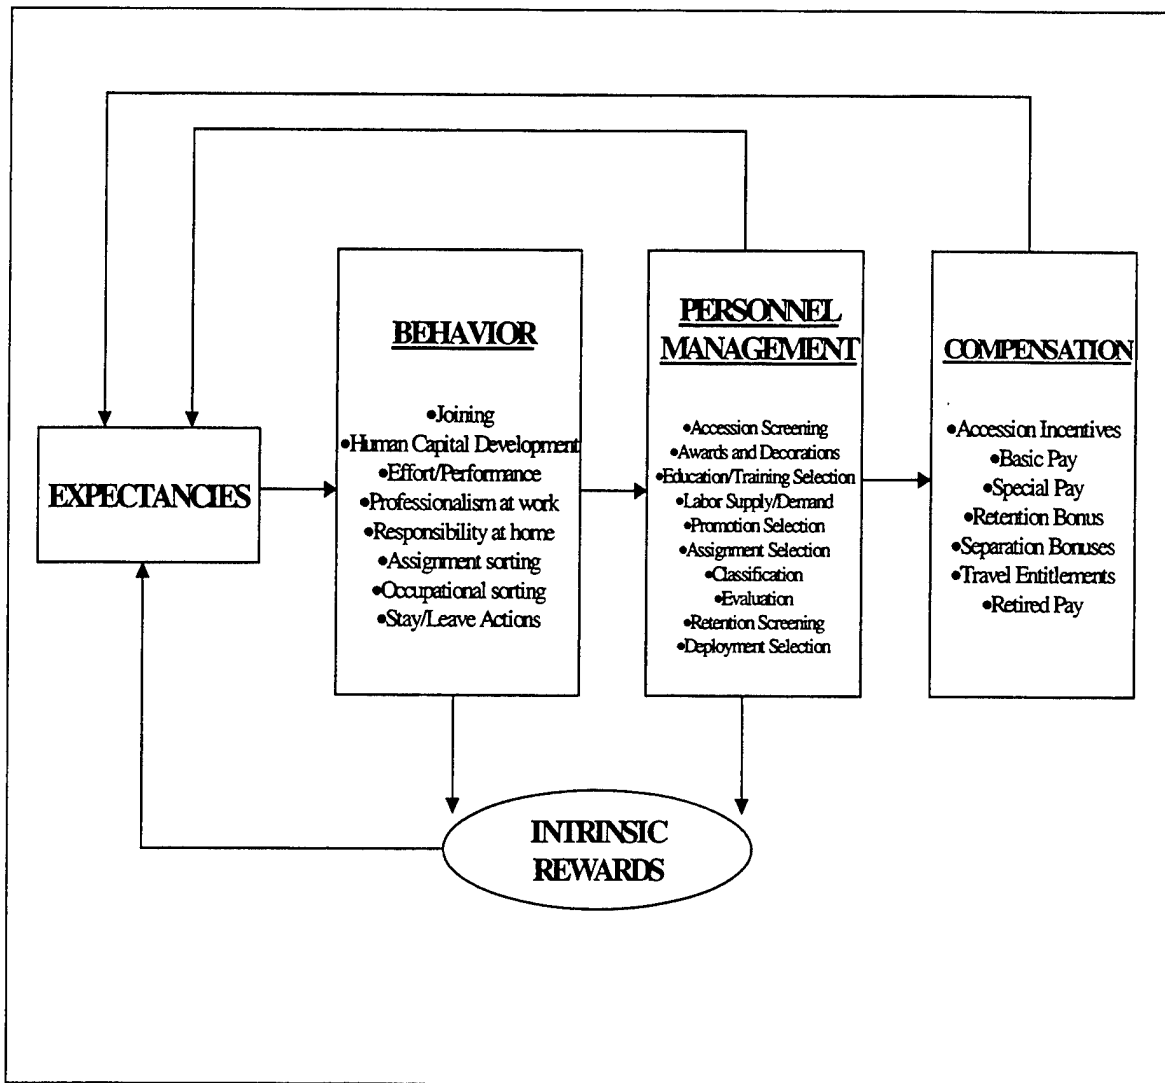 EXPECTANCIES
BEHAVIOR
•Joining
•Human Capital Development
•Effort/Performance
•Professionalism at work
•Responsibility at home
•Assignment sorting
•Occupational sorting
•Stay/Leave Actions
PERSONNEL
MANAGEMENT
•Accession Screening
•Awards and Decorations
•Education/Training Selection
•Labor Supply/Demand
•Promotion Selection
•Assignment Selection
•Classification
•Evaluation
•Retention Screening
•Deployment Selection
COMPENSATION
•Accession Incentives
•Basic Pay
•Special Pay
•Retention Bonus
•Separation Bonuses
•Travel Entitlements
•Retired Pay
INTRINSIC
REWARDS